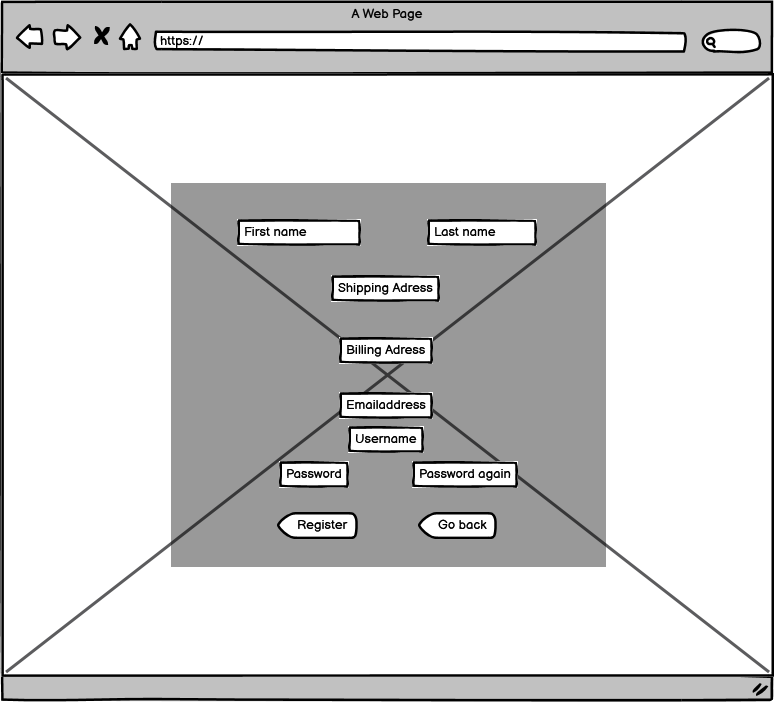 A Web Page
https://
First name
Last name
Shipping Adress
Billing Adress
Emailaddress
Username
Password
Password again
Register
Go back